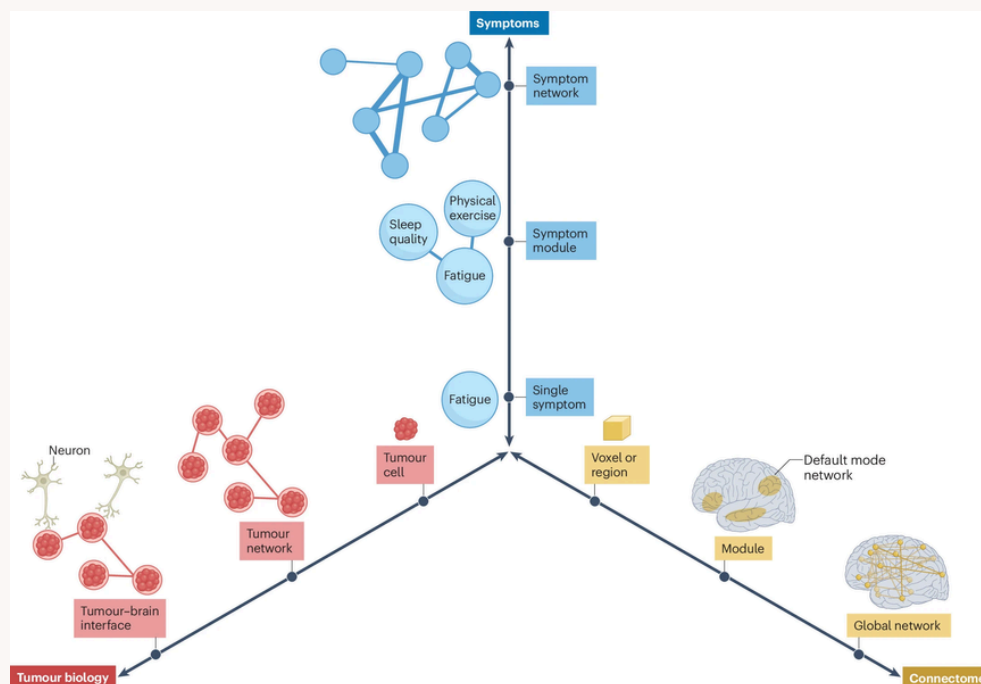 Symptoms
Symptom
network
Physical
exercise
Sleep
quality
Fatigue
Symptom
module
Fatigue
Single
symptom
Neuron
Tumour
cell
Voxel or
region
Default mode
network
Tumour
network
Module
Tumour–brain
interface
Global network
Tumour biology
Connectome